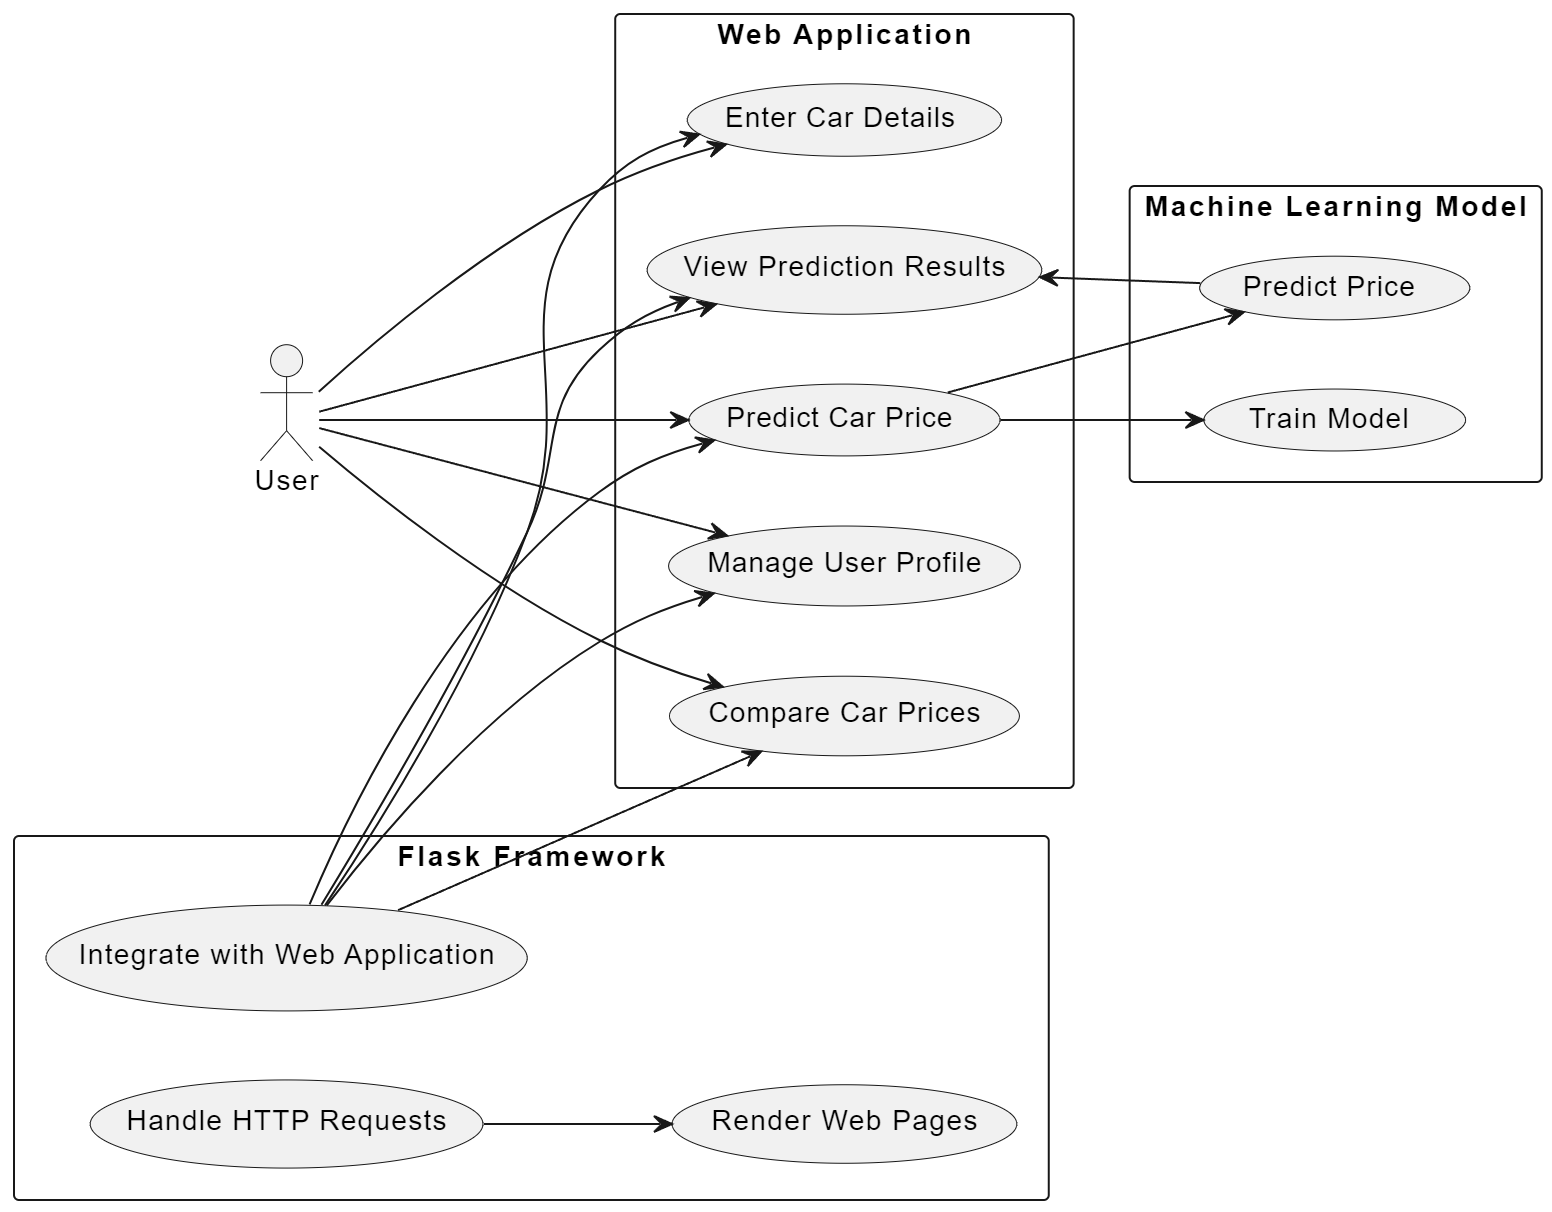 Web Application
Enter Car Details
View Prediction Results
Predict Car Price
Manage User Profile
Compare Car Prices
Machine Learning Model
Predict Price
Train Model
User
Flask Framework
Integrate with Web Application
Handle HTTP Requests
Render Web Pages